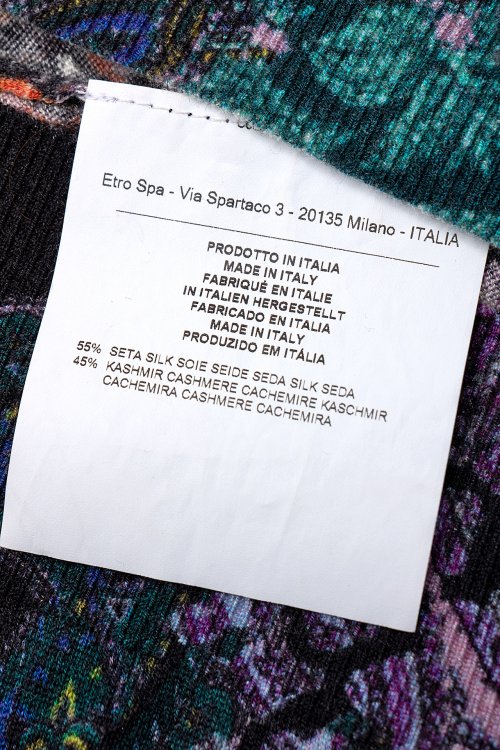 Etro Spa - Via Spartaco 3 - 20135 Milano - ITALIA
PRODOTTO IN ITALIA
MADE IN ITALY
FABRIQUÉ EN ITALIE
IN ITALIEN HERGESTELLT
FABRICADO EN ITALIA
MADE IN ITALY
PRODUZIDO EM ITÁLIA
55% SETA SILK SOIE SEIDE SEDA SILK SEDA
45% KASHMIR CASHMERE CACHEMIRE KASCHMIR
CACHEMIRA CASHMERE CACHEMIRA